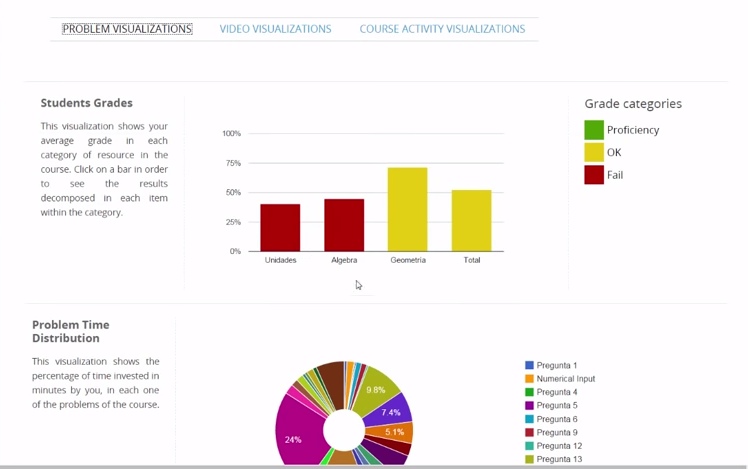 PROBLEM VISUALIZATIONS VIDEO VISUALIZATIONS COURSE ACTIVITY VISUALIZATIONS
Students Grades
This visualization shows your
average grade in each
category of resource in the
course. Click on a bar in order
to see the results
decomposed in each item
within the category.
100%
75%
50%
25%
0%
Unidades Algebra Geometría Total
Grade categories
Proficiency
OK
Fail
Problem Time
Distribution
This visualization shows the
percentage of time invested in
minutes by you, in each one
of the problems of the course.
9.8%
7.4%
5.1%
24%
Pregunta 1
Numerical Input
Pregunta 4
Pregunta 5
Pregunta 6
Pregunta 9
Pregunta 12
Pregunta 13